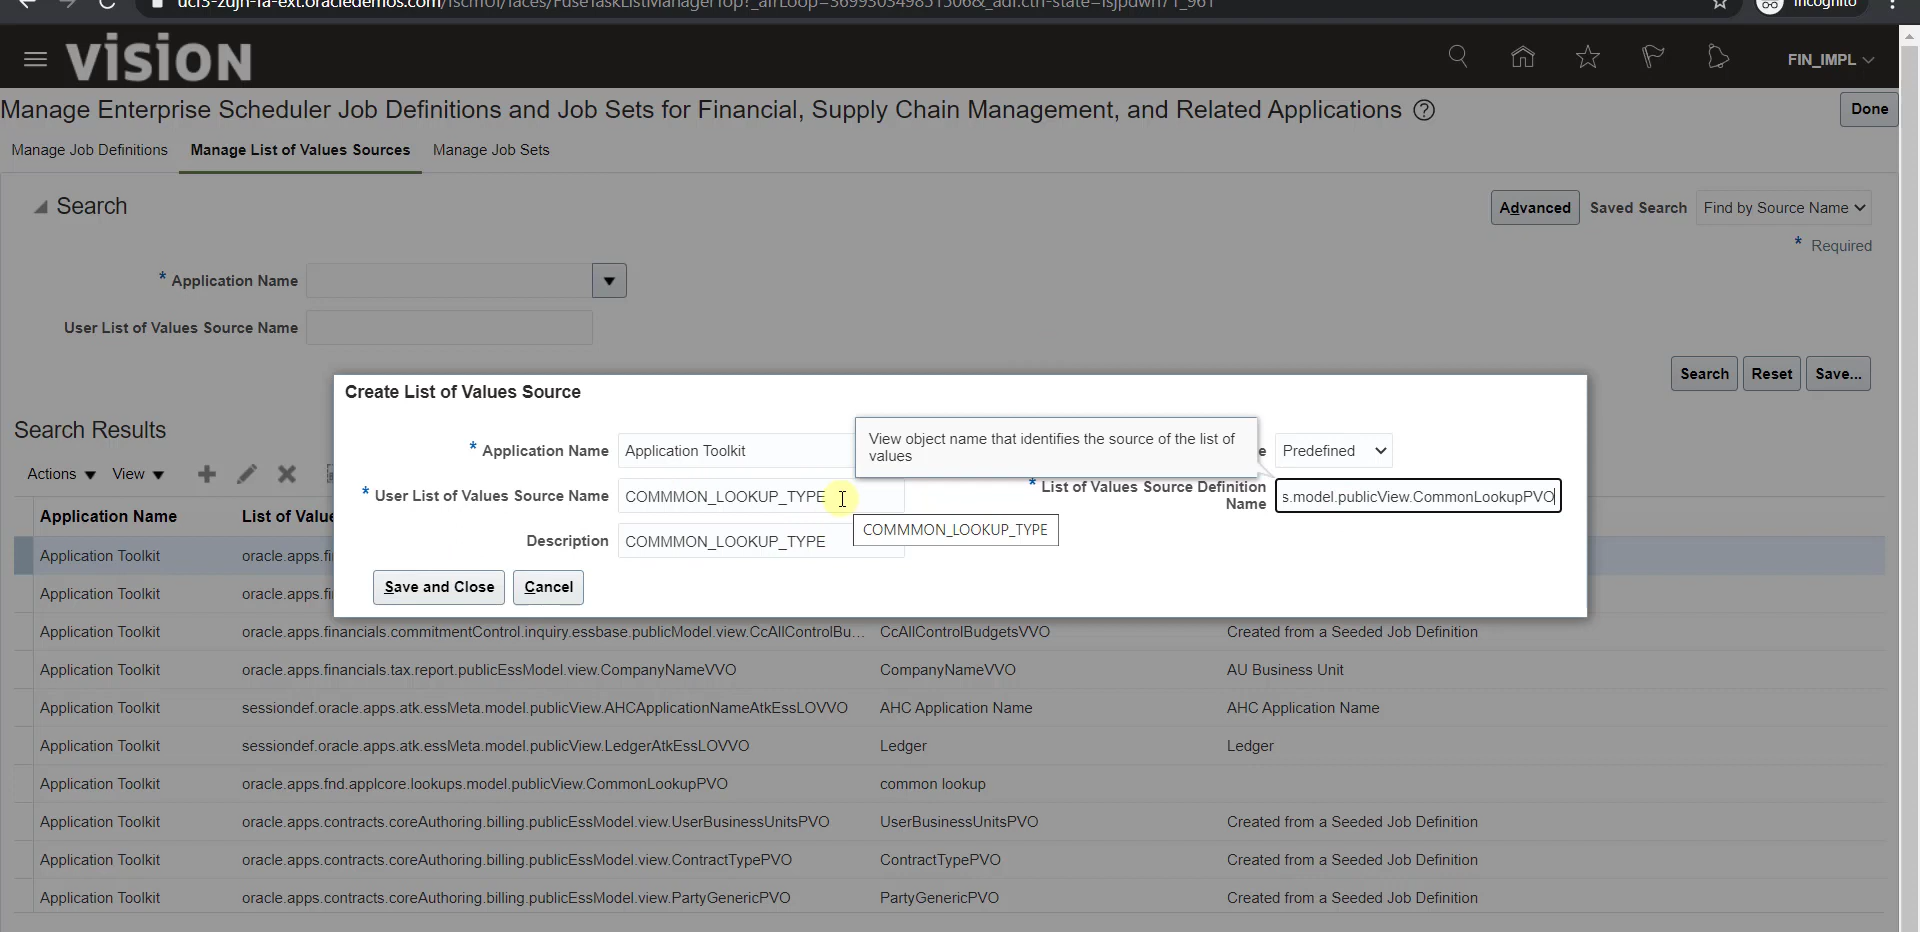 ucf3-zujn-fa-ext.oracledemos.com/fscmUI/faces/FuseTaskListManagerTop?_afrLoop=36993034985150
Incognito
VISION
FIN_IMPL
Manage Enterprise Scheduler Job Definitions and Job Sets for Financial, Supply Chain Management, and Related Applications
Done
Manage Job Definitions Manage List of Values Sources Manage Job Sets
Search
Advanced Saved Search Find by Source Name
* Required
* Application Name
User List of Values Source Name
Search Reset Save...
Create List of Values Source
Search Results
* Application Name Application Toolkit
View object name that identifies the source of the list of
values
e Predefined
Actions View
* User List of Values Source Name COMMMON_LOOKUP_TYPE
* List of Values Source Definition
Name
s.model.publicView.CommonLookupPVO
Application Name List of Value
COMMMON_LOOKUP_TYPE
Description COMMMON_LOOKUP_TYPE
Application Toolkit oracle.apps.fi
Save and Close Cancel
Application Toolkit oracle.apps.fi
Application Toolkit oracle.apps.financials.commitmentControl.inquiry.essbase.publicModel.view.CcAllControlBu... CcAllControlBudgetsVVO Created from a Seeded Job Definition
Application Toolkit oracle.apps.financials.tax.report.publicEssModel.view.CompanyNameVVO CompanyNameVVO AU Business Unit
Application Toolkit sessiondef.oracle.apps.atk.essMeta.model.publicView.AHCApplicationNameAtkEssLOVVO AHC Application Name AHC Application Name
Application Toolkit sessiondef.oracle.apps.atk.essMeta.model.publicView.LedgerAtkEssLOVVO Ledger Ledger
Application Toolkit oracle.apps.fnd.applcore.lookups.model.publicView.CommonLookupPVO common lookup
Application Toolkit oracle.apps.contracts.coreAuthoring.billing.publicEssModel.view.UserBusinessUnitsPVO UserBusinessUnitsPVO Created from a Seeded Job Definition
Application Toolkit oracle.apps.contracts.coreAuthoring.billing.publicEssModel.view.ContractTypePVO ContractTypePVO Created from a Seeded Job Definition
Application Toolkit oracle.apps.contracts.coreAuthoring.billing.publicEssModel.view.PartyGenericPVO PartyGenericPVO Created from a Seeded Job Definition